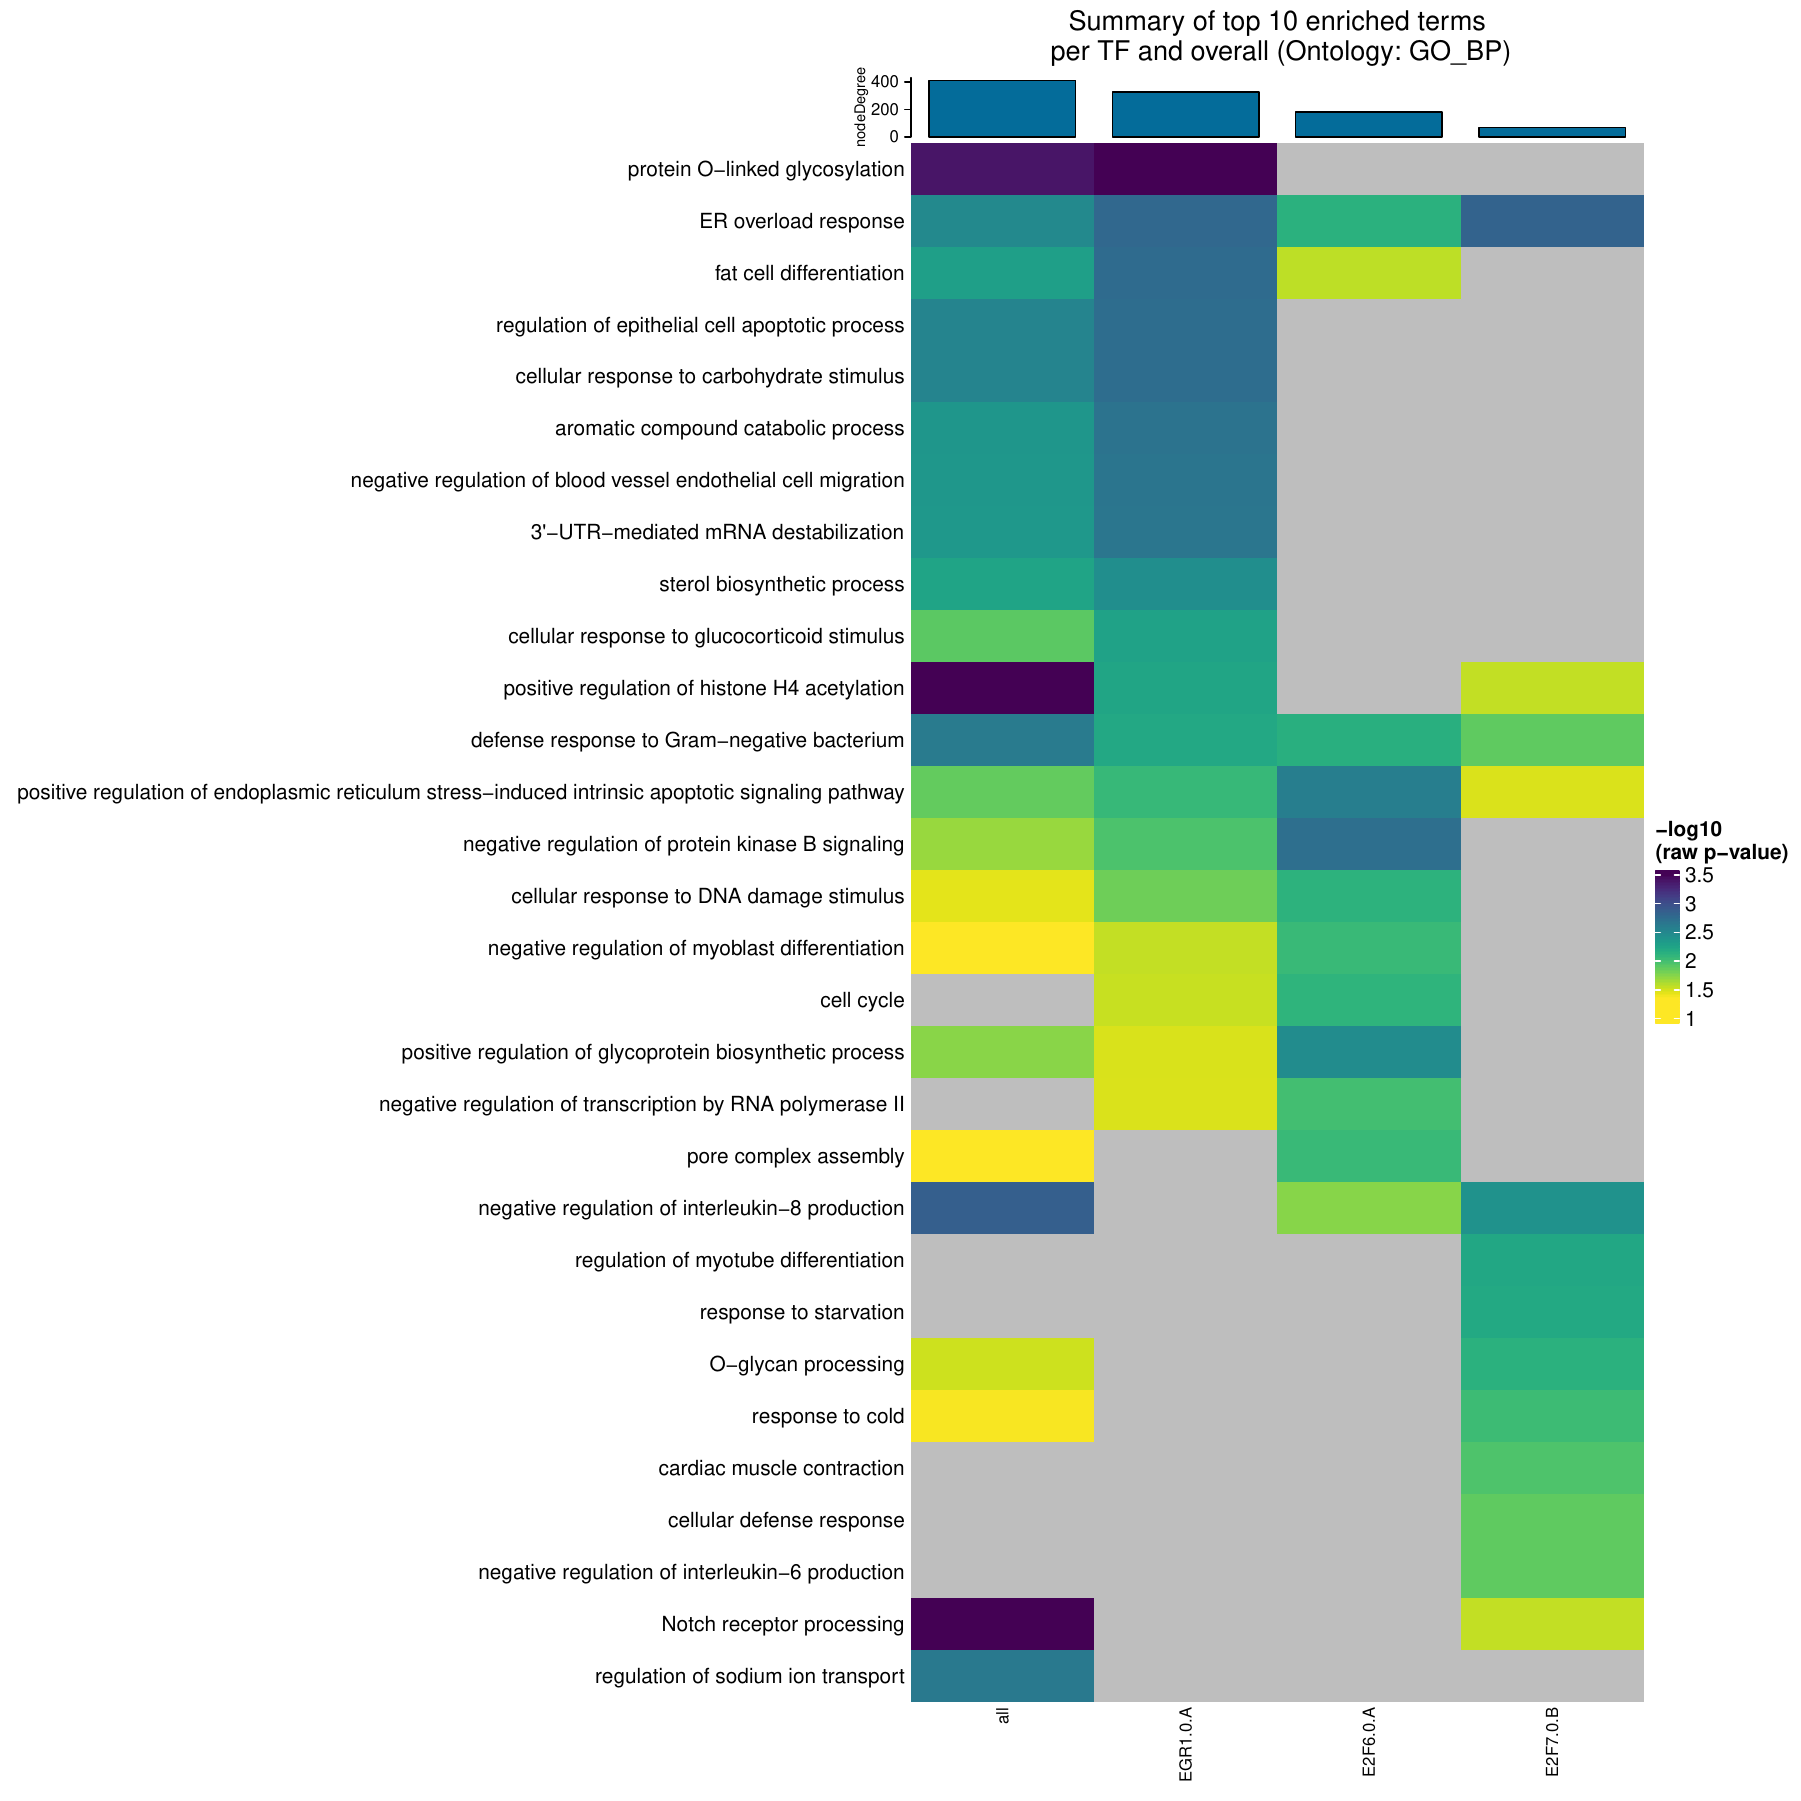 Summary of top 10 enriched terms
per TF and overall (Ontology: GO_BP)
nodeDegree
400
200
0
protein O−linked glycosylation
ER overload response
fat cell differentiation
regulation of epithelial cell apoptotic process
cellular response to carbohydrate stimulus
aromatic compound catabolic process
negative regulation of blood vessel endothelial cell migration
3'−UTR−mediated mRNA destabilization
sterol biosynthetic process
cellular response to glucocorticoid stimulus
positive regulation of histone H4 acetylation
defense response to Gram−negative bacterium
positive regulation of endoplasmic reticulum stress−induced intrinsic apoptotic signaling pathway
negative regulation of protein kinase B signaling
cellular response to DNA damage stimulus
negative regulation of myoblast differentiation
cell cycle
positive regulation of glycoprotein biosynthetic process
negative regulation of transcription by RNA polymerase II
pore complex assembly
negative regulation of interleukin−8 production
regulation of myotube differentiation
response to starvation
O−glycan processing
response to cold
cardiac muscle contraction
cellular defense response
negative regulation of interleukin−6 production
Notch receptor processing
regulation of sodium ion transport
all
EGR1.0.A
E2F6.0.A
E2F7.0.B
−log10
(raw p−value)
3.5
3
2.5
2
1.5
1